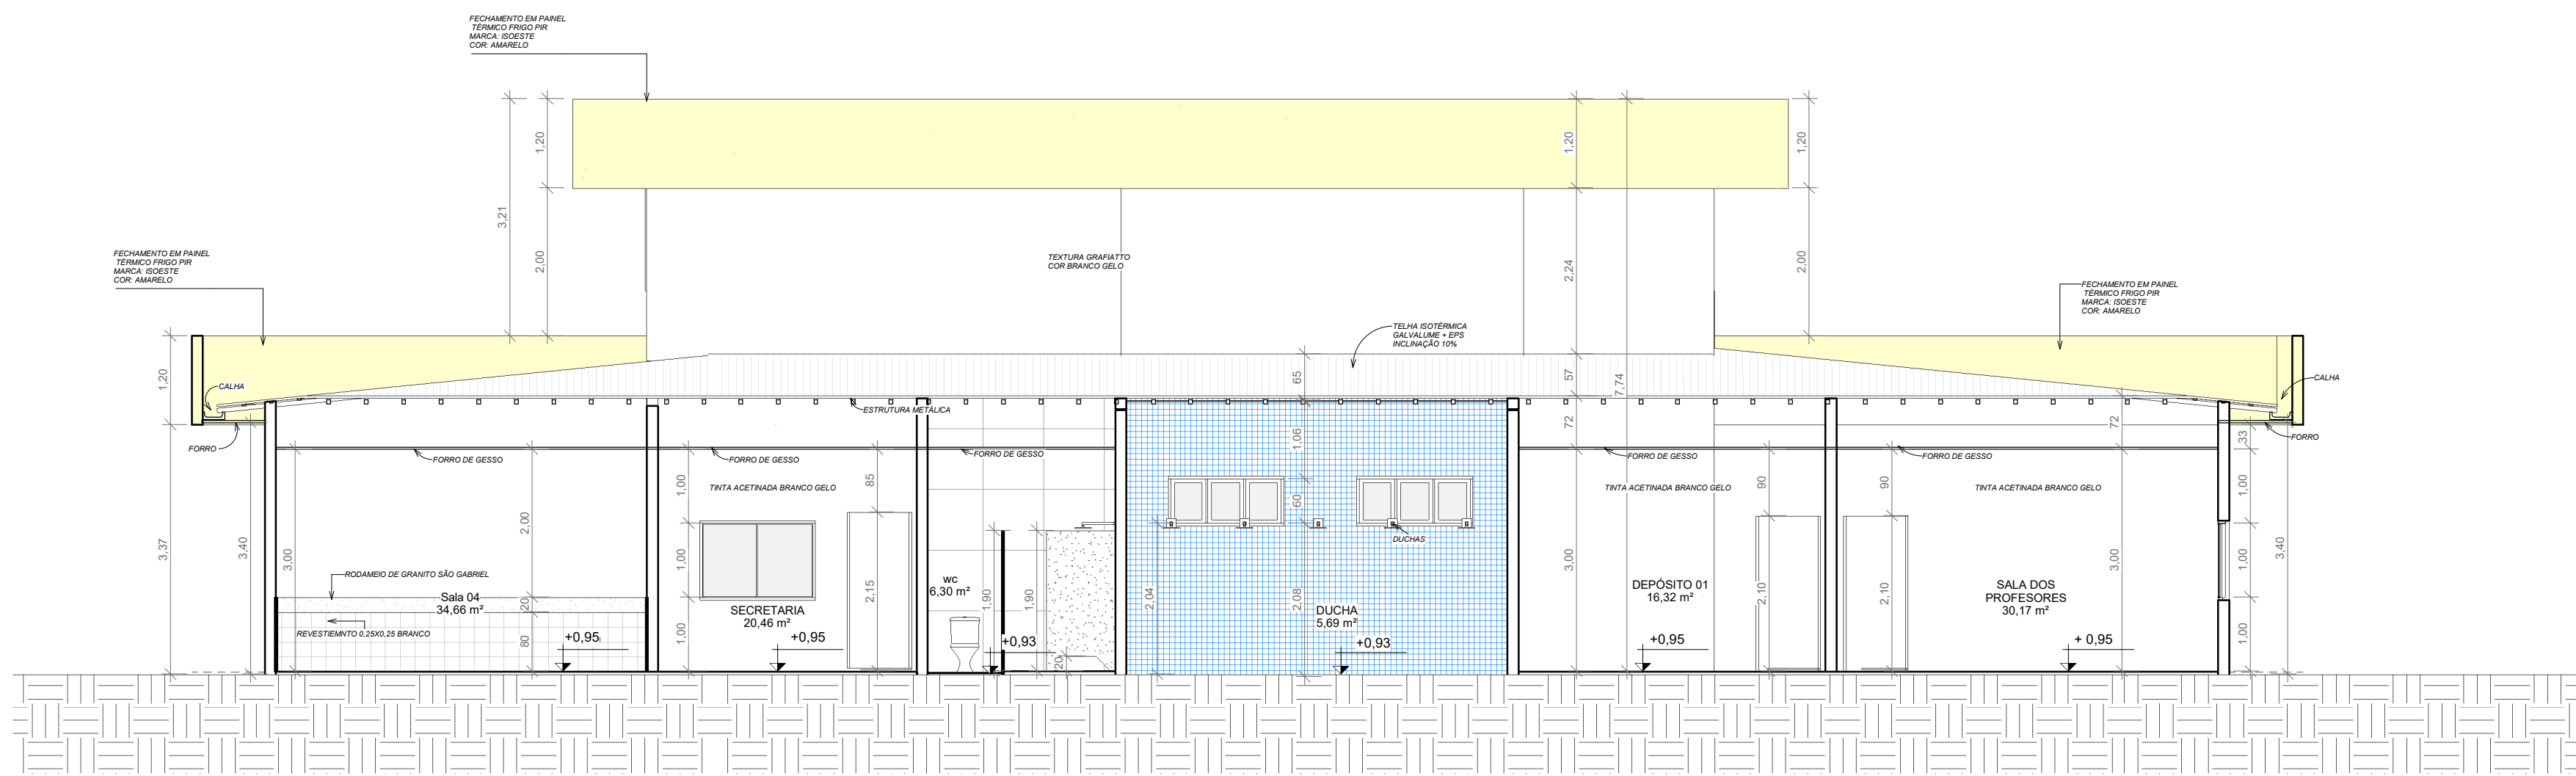 FECHAMENTO EM PAINEL
TÉRMICO FRIGO PIR
MARCA: ISOESTE
COR: AMARELO
1,20
1,20
1,20
3,21
2,00
2,24
2,00
FECHAMENTO EM PAINEL
TÉRMICO FRIGO PIR
MARCA: ISOESTE
COR: AMARELO
TEXTURA GRAFIATTO
COR BRANCO GELO
FECHAMENTO EM PAINEL
TÉRMICO FRIGO PIR
MARCA: ISOESTE
COR: AMARELO
TELHA ISOTÉRMICA
GALVALUME + EPS
INCLINAÇÃO 10%
1,20
CALHA
65
57
7,74
CALHA
ESTRUTURA METÁLICA
72
72
FORRO
1,06
33
FORRO
FORRO DE GESSO
FORRO DE GESSO
FORRO DE GESSO
FORRO DE GESSO
FORRO DE GESSO
1,00
TINTA ACETINADA BRANCO GELO
85
TINTA ACETINADA BRANCO GELO
90
90
TINTA ACETINADA BRANCO GELO
1,00
60
2,00
DUCHAS
3,37
3,40
3,00
1,00
3,00
3,00
1,00
3,40
RODAMEIO DE GRANITO SÃO GABRIEL
Sala 04
34,66 m²
20
SECRETARIA
20,46 m²
2,15
wc
6,30 m²
1,90
1,90
2,04
2,08
DUCHA
5,69 m²
DEPÓSITO 01
16,32 m²
2,10
2,10
SALA DOS
PROFESORES
30,17 m²
REVESTIEMNTO 0,25X0,25 BRANCO
80
+0,95
1,00
+0,95
+0,93
20
+0,93
+0,95
+ 0,95
1,00